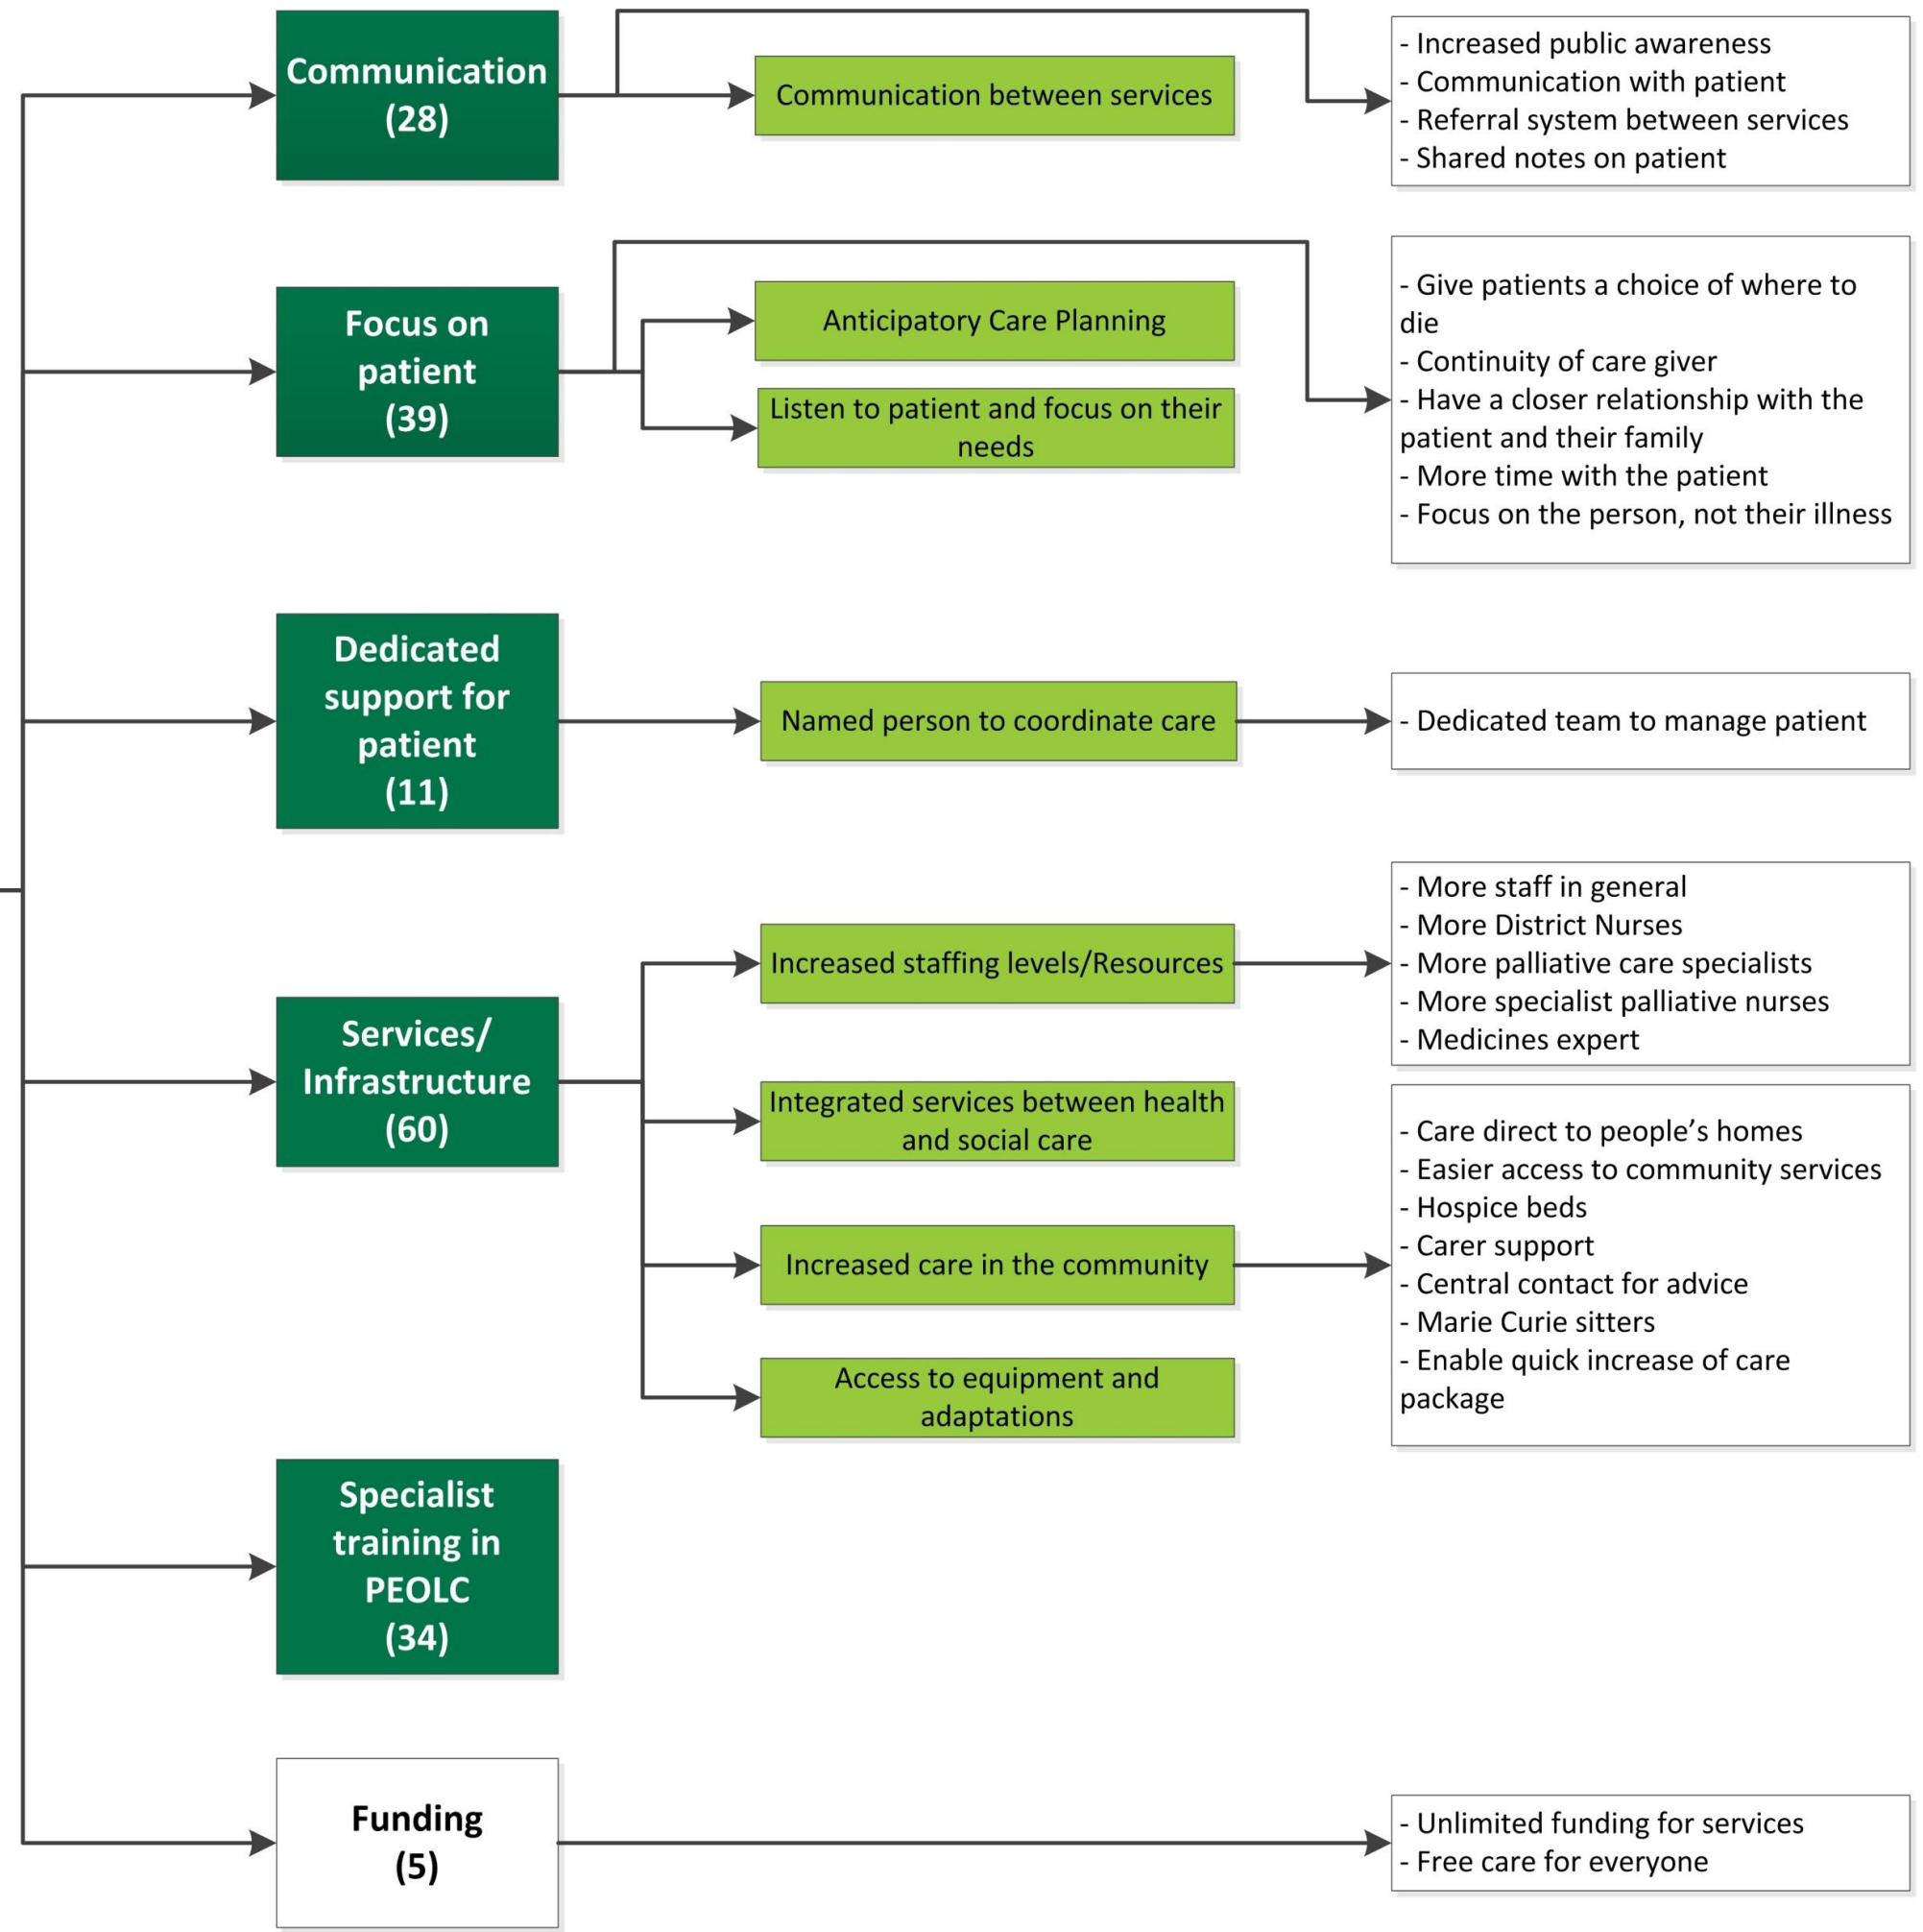 Communication
(28)
Communication between services
- Increased public awareness
- Communication with patient
- Referral system between services
- Shared notes on patient
Focus on
patient
(39)
Anticipatory Care Planning
Listen to patient and focus on their
needs
- Give patients a choice of where to
die
- Continuity of care giver
- Have a closer relationship with the
patient and their family
- More time with the patient
- Focus on the person, not their illness
Dedicated
support for
patient
(11)
Named person to coordinate care
- Dedicated team to manage patient
Services/
Infrastructure
(60)
Increased staffing levels/Resources
- More staff in general
- More District Nurses
- More palliative care specialists
- More specialist palliative nurses
- Medicines expert
Integrated services between health
and social care
Increased care in the community
- Care direct to people’s homes
- Easier access to community services
- Hospice beds
- Carer support
- Central contact for advice
- Marie Curie sitters
- Enable quick increase of care
package
Access to equipment and
adaptations
Specialist
training in
PEOLC
(34)
Funding
(5)
- Unlimited funding for services
- Free care for everyone